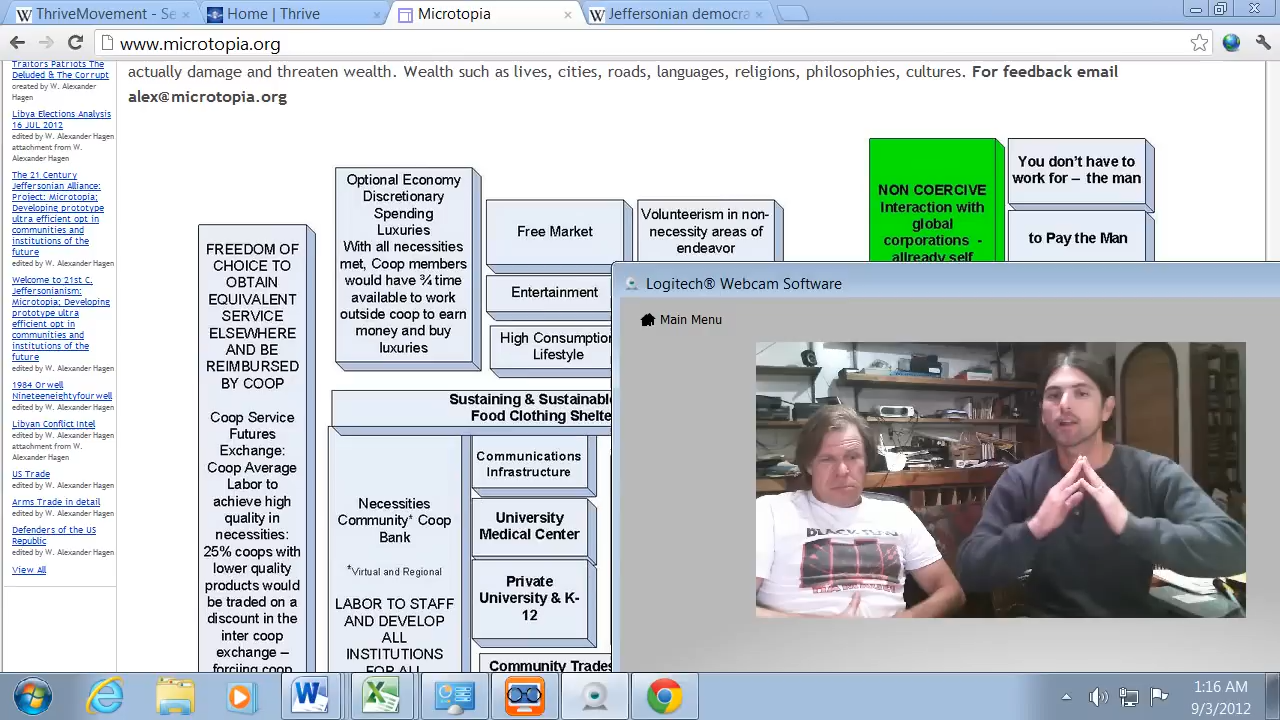 ThriveMovement - Se
Home | Thrive
Microtopia
Jeffersonian democra
www.microtopia.org
Traitors Patriots The
Deluded & The Corrupt
created by W. Alexander
Hagen
Libya Elections Analysis
16 JUL 2012
edited by W. Alexander Hagen
attachment from W.
Alexander Hagen
The 21 Century
Jeffersonian Alliance:
Project: Microtopia;
Developing prototype
ultra efficient opt in
communities and
institutions of the
future
edited by W. Alexander Hagen
Welcome to 21st C.
Jeffersonianism:
Microtopia; Developing
prototype ultra
efficient opt in
communities and
institutions of the
future
edited by W. Alexander Hagen
1984 Orwell
Nineteeneightyfourwell
edited by W. Alexander Hagen
Libyan Conflict Intel
attachment from W.
Alexander Hagen
US Trade
edited by W. Alexander Hagen
Arms Trade in detail
edited by W. Alexander Hagen
Defenders of the US
Republic
edited by W. Alexander Hagen
View All
actually damage and threaten wealth. Wealth such as lives, cities, roads, languages, religions, philosophies, cultures. For feedback email
alex@microtopia.org
FREEDOM OF
CHOICE TO
OBTAIN
EQUIVALENT
SERVICE
ELSEWHERE
AND BE
REIMBURSED
BY COOP
Coop Service
Futures
Exchange:
Coop Average
Labor to
achieve high
quality in
necessities:
25% coops with
lower quality
products would
be traded on a
discount in the
inter coop
exchange –
forcing coop
Optional Economy
Discretionary
Spending
Luxuries
With all necessities
met, Coop members
would have ¾ time
available to work
outside coop to earn
money and buy
luxuries
Free Market
Entertainment
High Consumption
Lifestyle
Volunteerism in non-
necessity areas of
endeavor
NON COERCIVE
Interaction with
global
corporations -
allready self
You don't have to
work for – the man
to Pay the Man
Sustaining & Sustainable
Food Clothing Shelte
Necessities
Community* Coop
Bank
*Virtual and Regional
LABOR TO STAFF
AND DEVELOP
ALL
INSTITUTIONS
FOR ALL
Communications
Infrastructure
University
Medical Center
Private
University & K-
12
Community Trades
Logitech® Webcam Software
Main Menu
BLACK FLAG
1:16 AM
9/3/2012